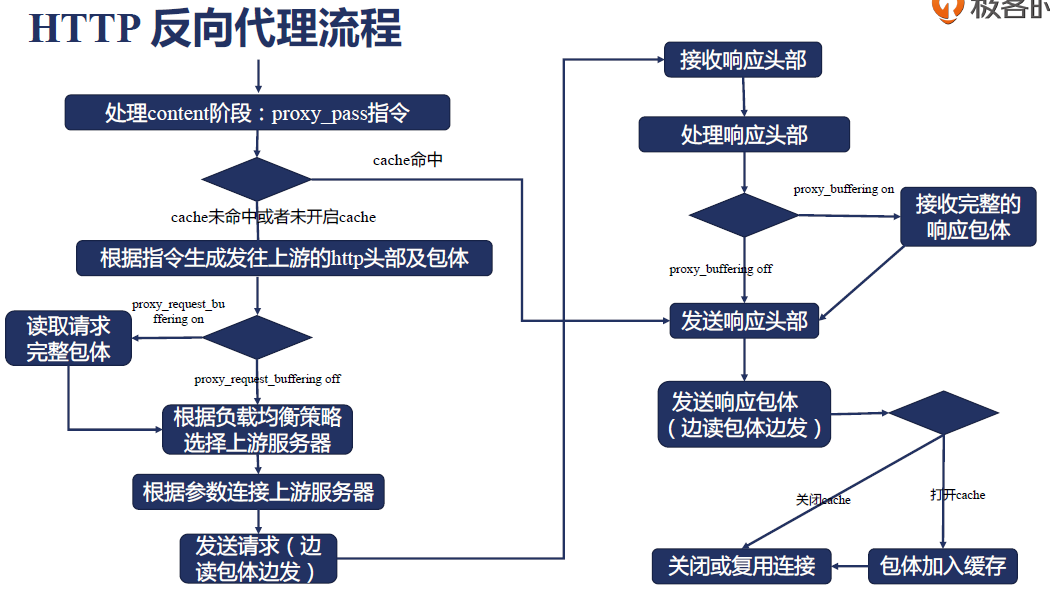 HTTP 反向代理流程
极客时
处理content阶段：proxy_pass指令
cache命中
cache未命中或者未开启cache
根据指令生成发往上游的http头部及包体
proxy_request_bu
ffering on
读取请求
完整包体
proxy_request_buffering off
根据负载均衡策略
选择上游服务器
根据参数连接上游服务器
发送请求（边
读包体边发）
接收响应头部
处理响应头部
proxy_buffering on
接收完整的
响应包体
proxy_buffering off
发送响应头部
发送响应包体
（边读包体边发）
关闭cache
打开cache
关闭或复用连接
包体加入缓存